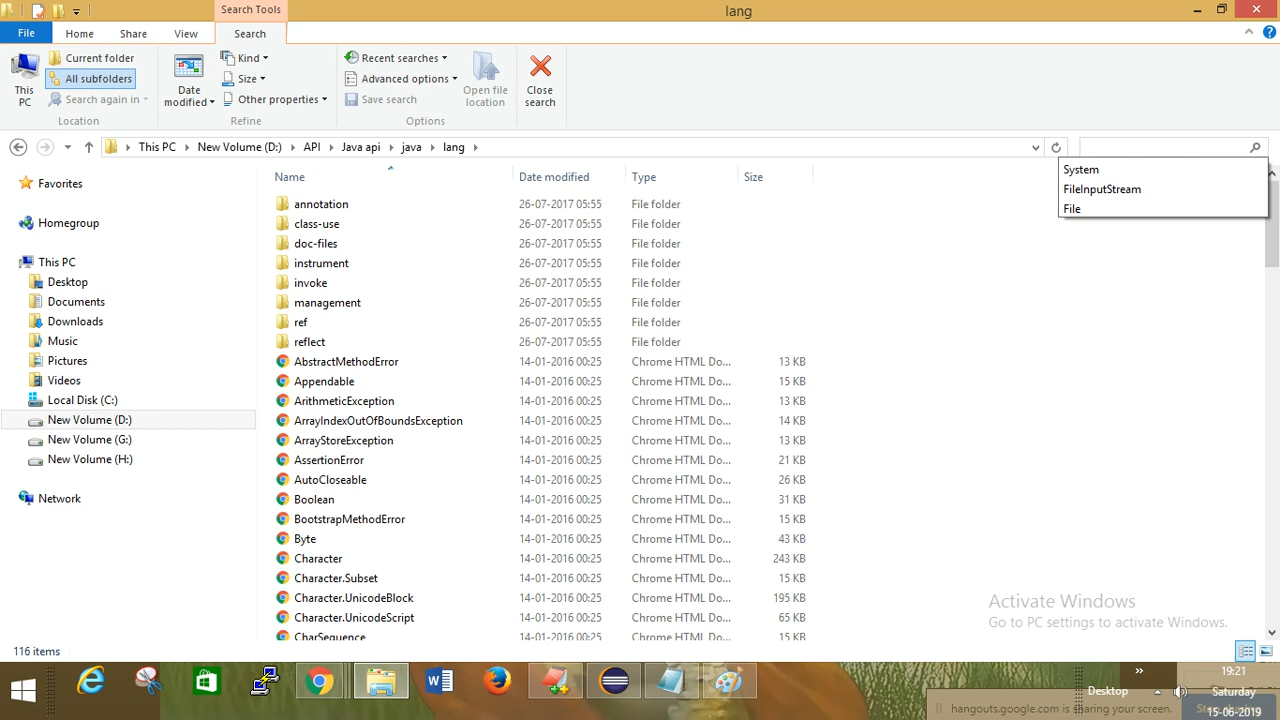 Search Tools
lang
File Home Share View Search
This PC
Current folder
All subfolders
Search again in
Location
Date modified
Kind
Size
Other properties
Refine
Recent searches
Advanced options
Save search
Open file location
Options
Close search
This PC New Volume (D:) API Java api java lang
System
FileInputStream
File
Favorites
Homegroup
This PC
Desktop
Documents
Downloads
Music
Pictures
Videos
Local Disk (C:)
New Volume (D:)
New Volume (G:)
New Volume (H:)
Network
Name Date modified Type Size
annotation 26-07-2017 05:55 File folder
class-use 26-07-2017 05:55 File folder
doc-files 26-07-2017 05:55 File folder
instrument 26-07-2017 05:55 File folder
invoke 26-07-2017 05:55 File folder
management 26-07-2017 05:55 File folder
ref 26-07-2017 05:55 File folder
reflect 26-07-2017 05:55 File folder
AbstractMethodError 14-01-2016 00:25 Chrome HTML Do... 13 KB
Appendable 14-01-2016 00:25 Chrome HTML Do... 15 KB
ArithmeticException 14-01-2016 00:25 Chrome HTML Do... 13 KB
ArrayIndexOutOfBoundsException 14-01-2016 00:25 Chrome HTML Do... 14 KB
ArrayStoreException 14-01-2016 00:25 Chrome HTML Do... 13 KB
AssertionError 14-01-2016 00:25 Chrome HTML Do... 21 KB
AutoCloseable 14-01-2016 00:25 Chrome HTML Do... 26 KB
Boolean 14-01-2016 00:25 Chrome HTML Do... 31 KB
BootstrapMethodError 14-01-2016 00:25 Chrome HTML Do... 15 KB
Byte 14-01-2016 00:25 Chrome HTML Do... 43 KB
Character 14-01-2016 00:25 Chrome HTML Do... 243 KB
Character.Subset 14-01-2016 00:25 Chrome HTML Do... 15 KB
Character.UnicodeBlock 14-01-2016 00:25 Chrome HTML Do... 195 KB
Character.UnicodeScript 14-01-2016 00:25 Chrome HTML Do... 65 KB
CharSequence 14-01-2016 00:25 Chrome HTML Do... 15 KB
Activate Windows
Go to PC settings to activate Windows.
116 items
Desktop
19:21
Saturday
15-06-2019
hangouts.google.com is sharing your screen.